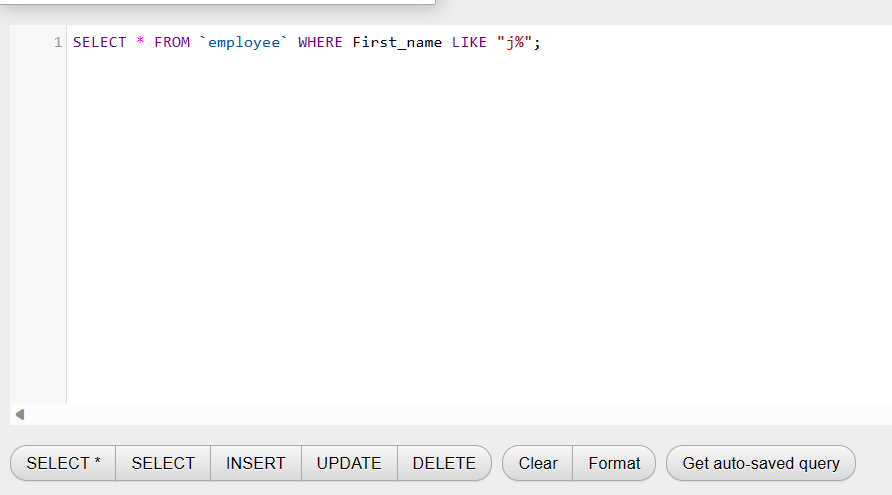 1 SELECT * FROM `employee` WHERE First_name LIKE "j%";
SELECT * SELECT INSERT UPDATE DELETE Clear Format Get auto-saved query